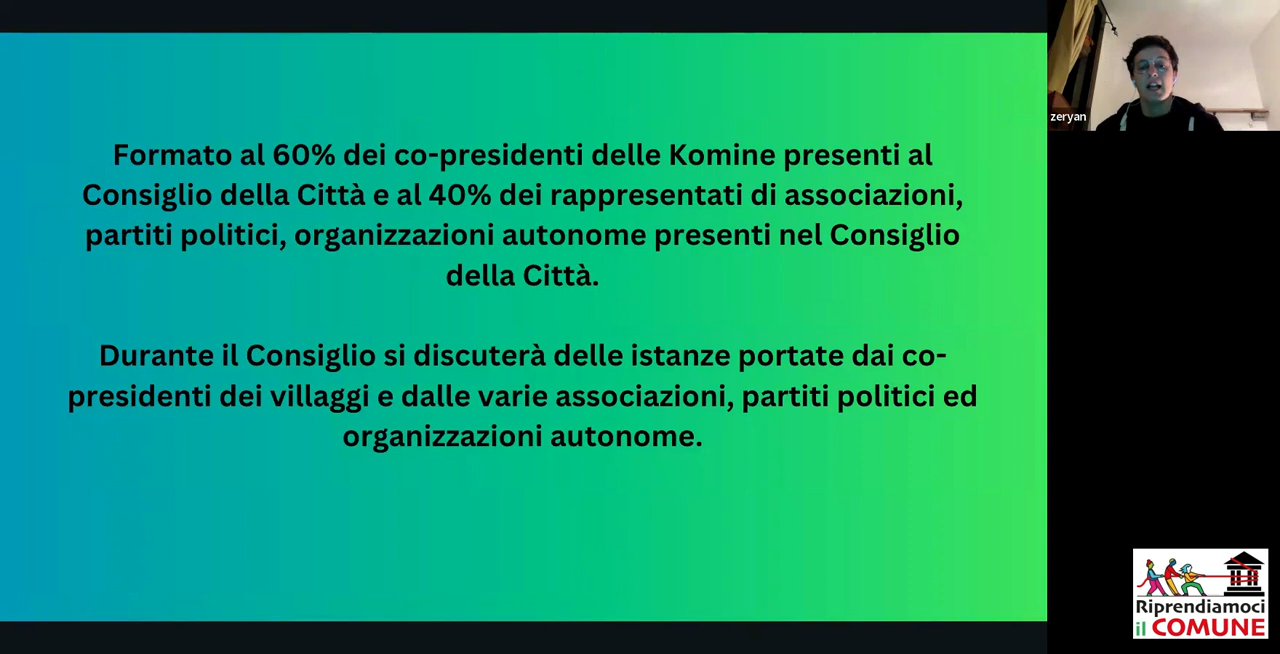 Formato al 60% dei co-presidenti delle Komine presenti al
Consiglio della Città e al 40% dei rappresentati di associazioni,
partiti politici, organizzazioni autonome presenti nel Consiglio
della Città.
Durante il Consiglio si discuterà delle istanze portate dai co-
presidenti dei villaggi e dalle varie associazioni, partiti politici ed
organizzazioni autonome.
zeryan
Riprendiamoci
il COMUNE